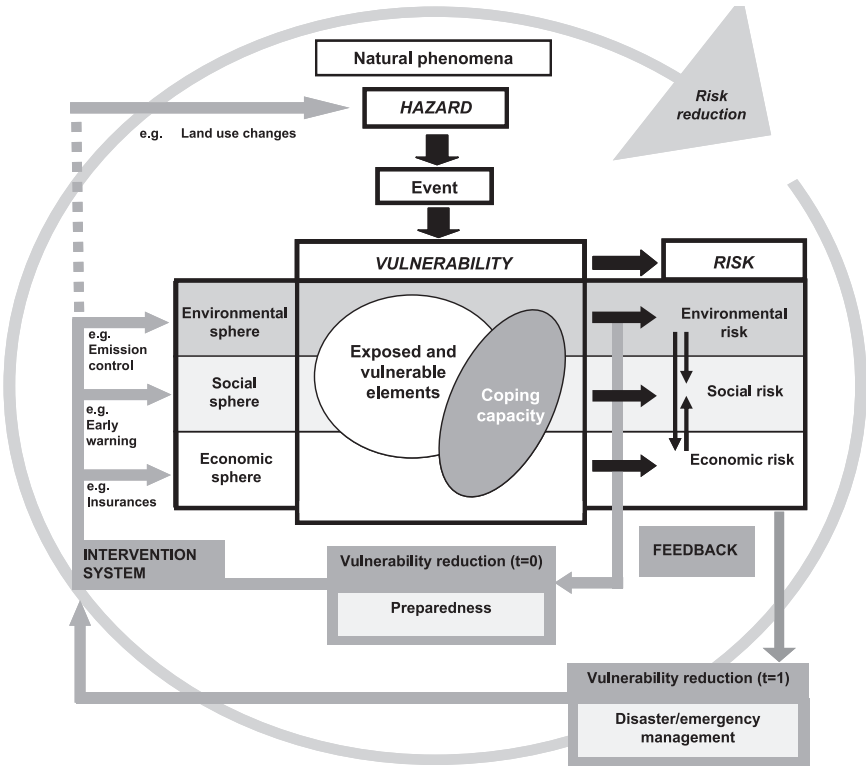 Natural phenomena
Risk
reduction
HAZARD
e.g. Land use changes
Event
VULNERABILITY
RISK
Environmental
sphere
Environmental
risk
e.g.
Emission
control
Exposed and
vulnerable
elements
Social
sphere
Coping
capacity
Social risk
e.g.
Early
warning
Economic
sphere
Economic risk
e.g.
Insurances
INTERVENTION
SYSTEM
Vulnerability reduction (t=0)
Preparedness
FEEDBACK
Vulnerability reduction (t=1)
Disaster/emergency
management